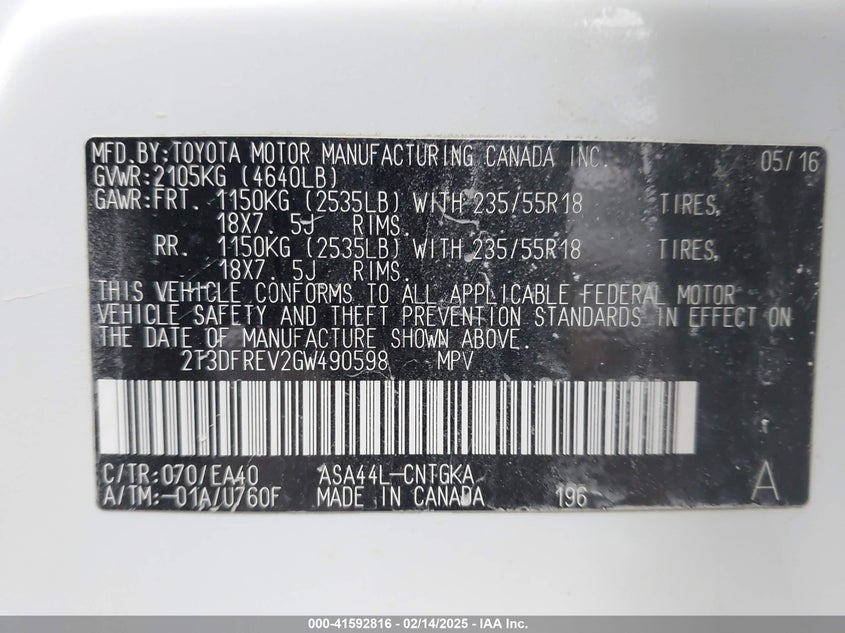 MFD.BY:TOYOTA MOTOR MANUFACTURING CANADA INC. 05/16
GVWR:2105KG (4640LB)
GAWR:FRT. 1150KG (2535LB) WITH 235/55R18 TIRES,
18X7. 5J RIMS.
RR. 1150KG (2535LB) WITH 235/55R18 TIRES,
18X7. 5J RIMS.
THIS VEHICLE CONFORMS TO ALL APPLICABLE FEDERAL MOTOR
VEHICLE SAFETY AND THEFT PREVENTION STANDARDS IN EFFECT ON
THE DATE OF MANUFACTURE SHOWN ABOVE.
2T3DFREV2GW490598 MPV
C/TR:070/EA40 ASA44L-CNTGKA A
A/TM:-01A/U760F MADE IN CANADA 196
000-41592816 - 02/14/2025 - IAA Inc.